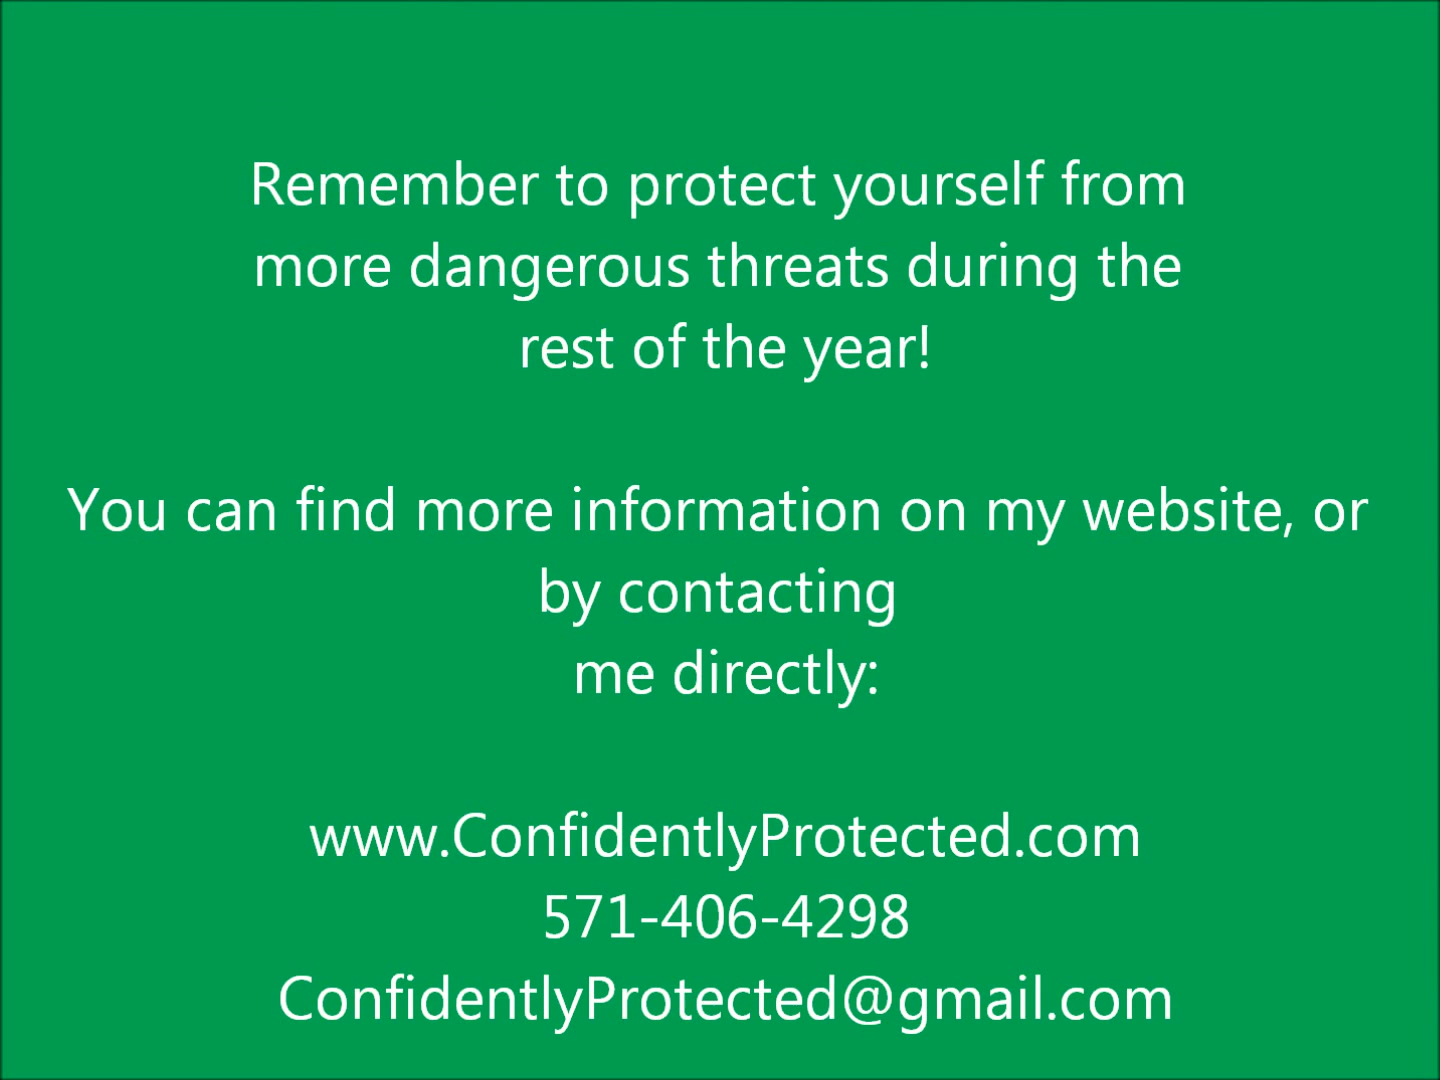 Remember to protect yourself from
more dangerous threats during the
rest of the year!
You can find more information on my website, or
by contacting
me directly:
www.ConfidentlyProtected.com
571-406-4298
ConfidentlyProtected@gmail.com